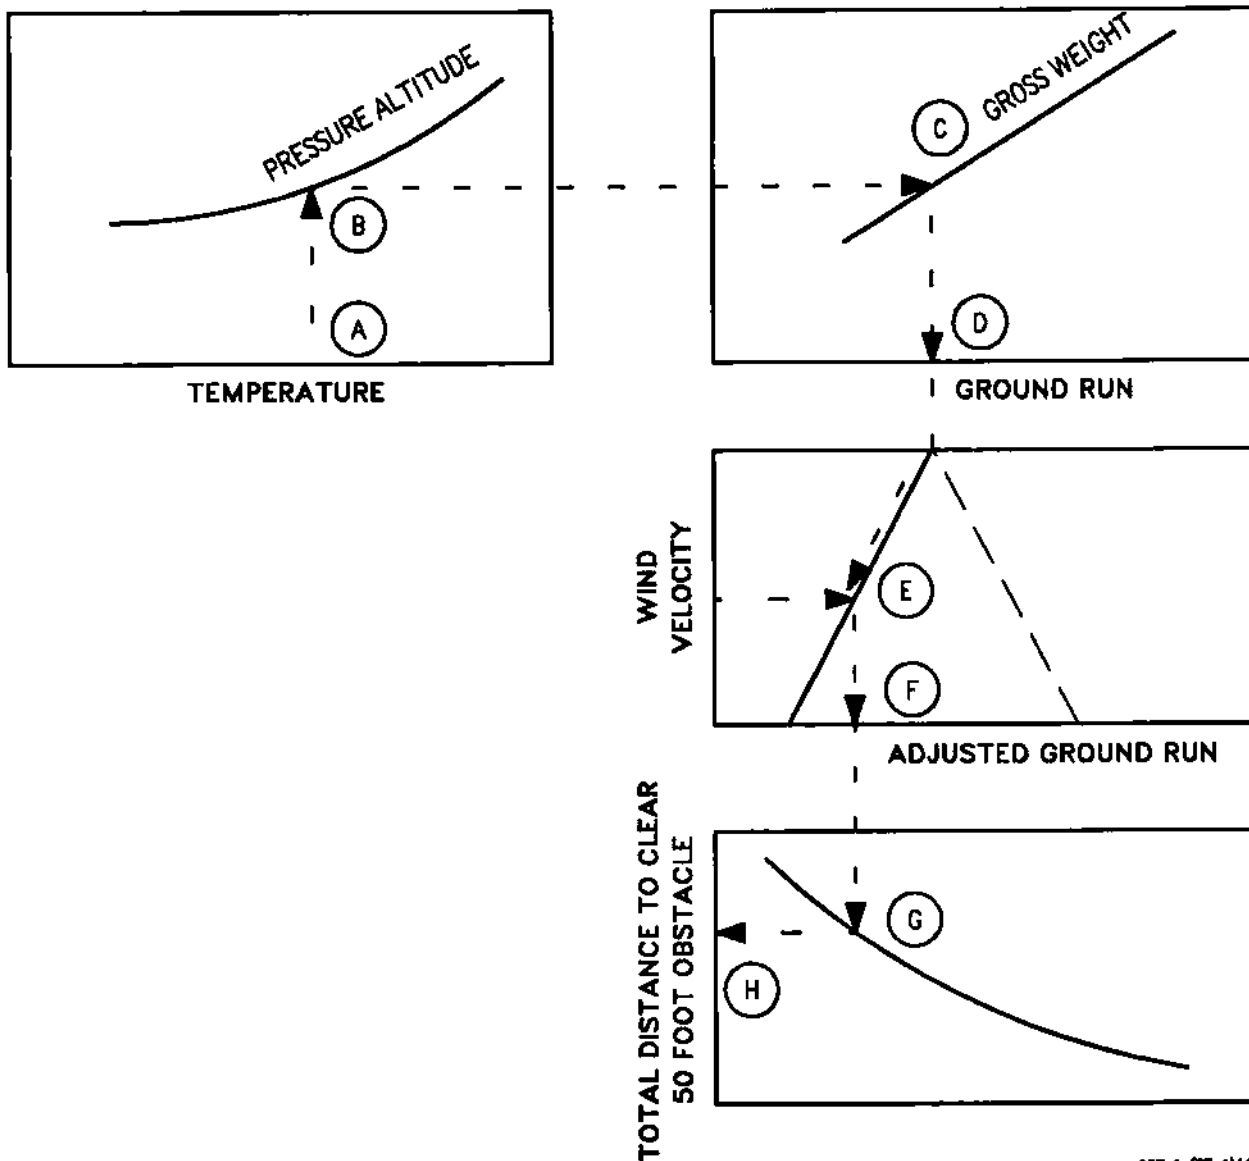 PRESSURE ALTITUDE
B
A
TEMPERATURE
GROSS WEIGHT
C
D
GROUND RUN
WIND
VELOCITY
E
F
ADJUSTED GROUND RUN
TOTAL DISTANCE TO CLEAR
50 FOOT OBSTACLE
G
H